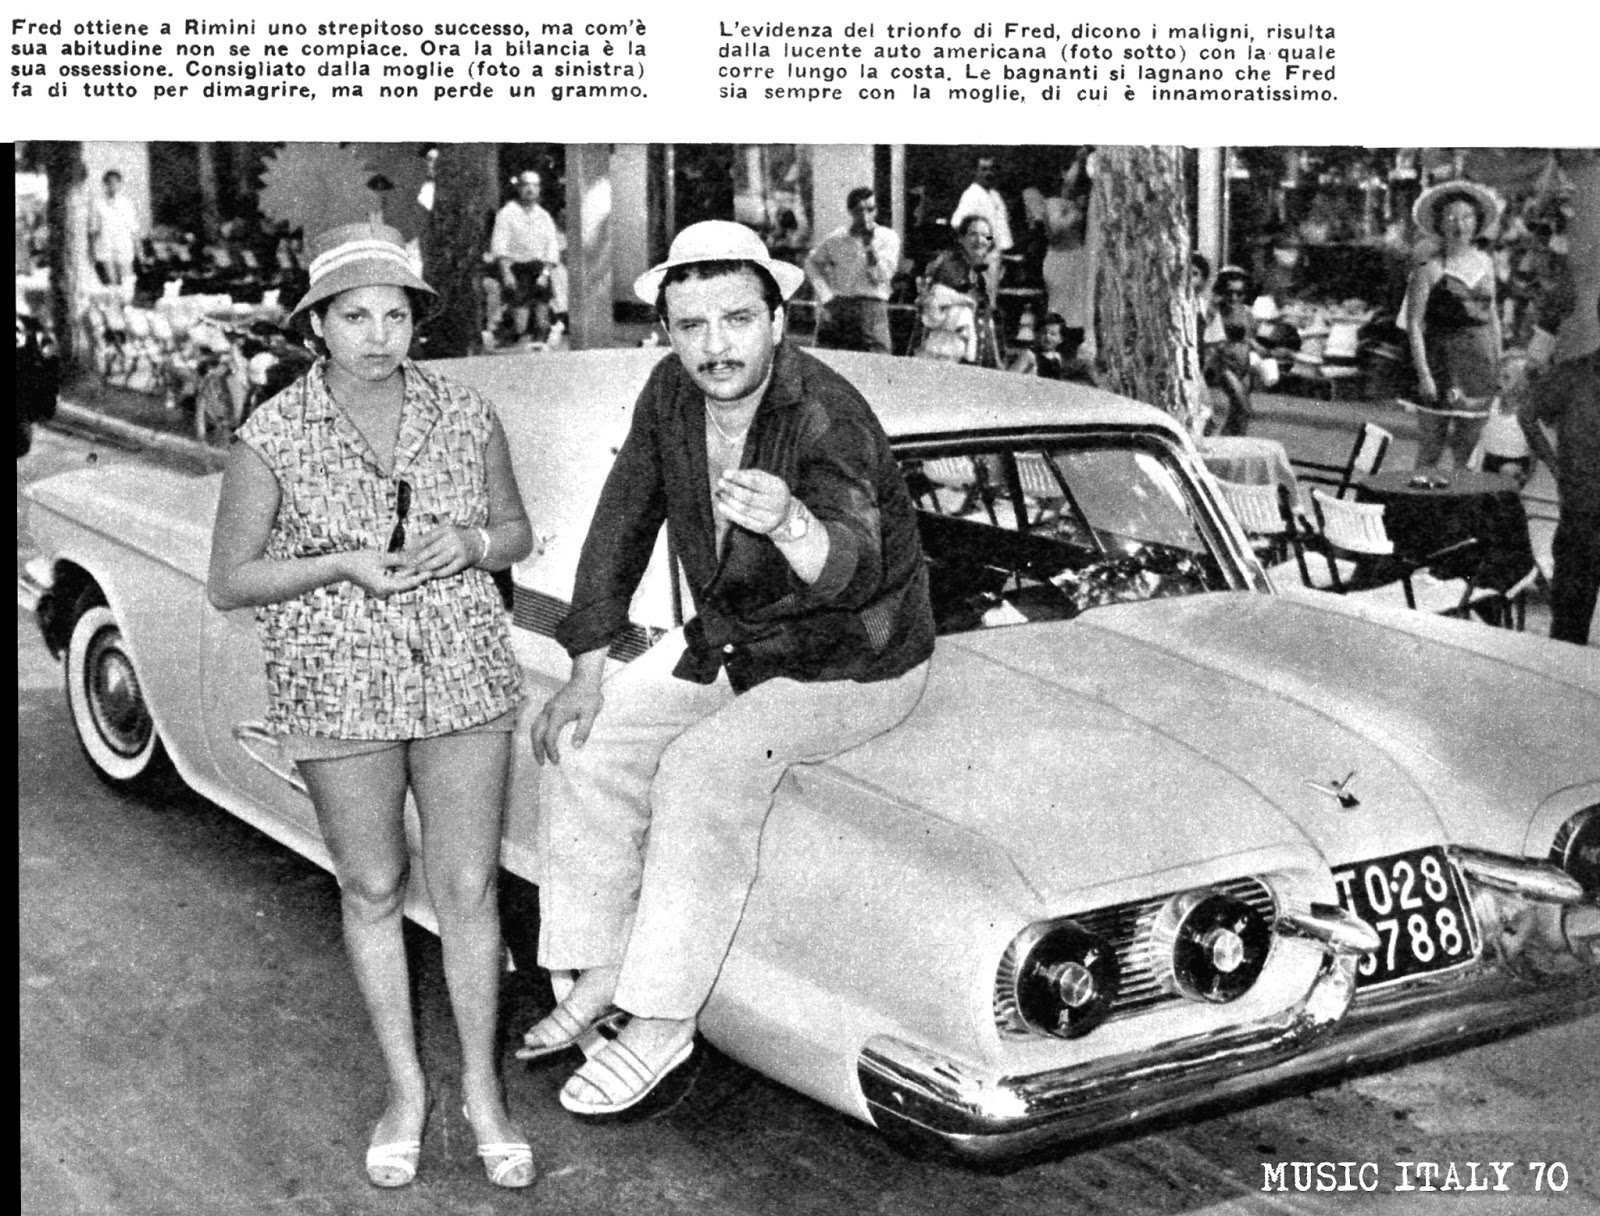 Fred ottiene a Rimini uno strepitoso successo, ma com'è
sua abitudine non se ne compiace. Ora la bilancia è la
sua ossessione. Consigliato dalla moglie (foto a sinistra)
fa di tutto per dimagrire, ma non perde un grammo.
L'evidenza del trionfo di Fred, dicono i maligni, risulta
dalla lucente auto americana (foto sotto) con la quale
corre lungo la costa. Le bagnanti si lagnano che Fred
sia sempre con la moglie, di cui è innamoratissimo.
TO·28
788
MUSIC ITALY 70